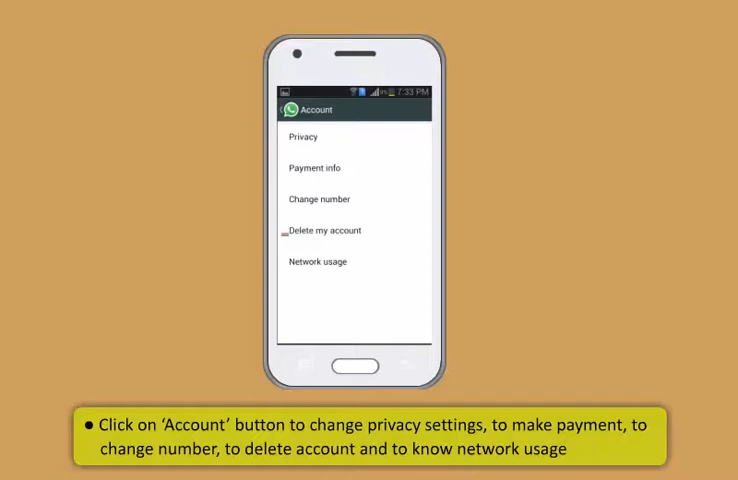 7:33 PM
Account
Privacy
Payment info
Change number
Delete my account
Network usage
● Click on ‘Account’ button to change privacy settings, to make payment, to
change number, to delete account and to know network usage